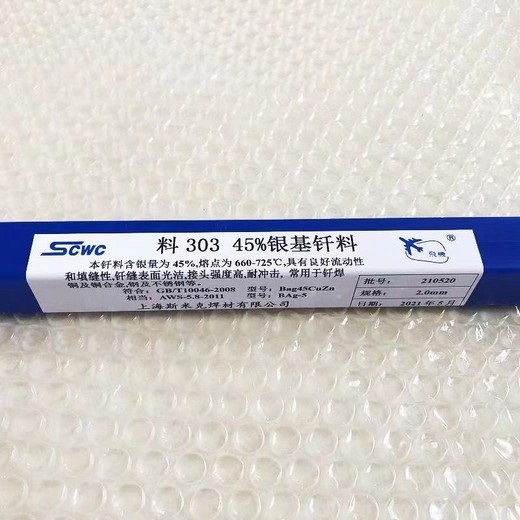 SCWC
料 303 45%银基钎料
飛機
®
本钎料含银量为 45%,熔点为 660-725℃,具有良好流动性
和填缝性,钎缝表面光洁,接头强度高,耐冲击,常用于钎焊
铜及铜合金,钢及不锈钢等。
符合: GB/T10046-2008 型号: Bag45CuZn
相当: AWS-5.8-2011 型号: BAg-5
上海斯米克焊材有限公司
批号: 210520
日期: 2021年5月
规格: 2.0mm